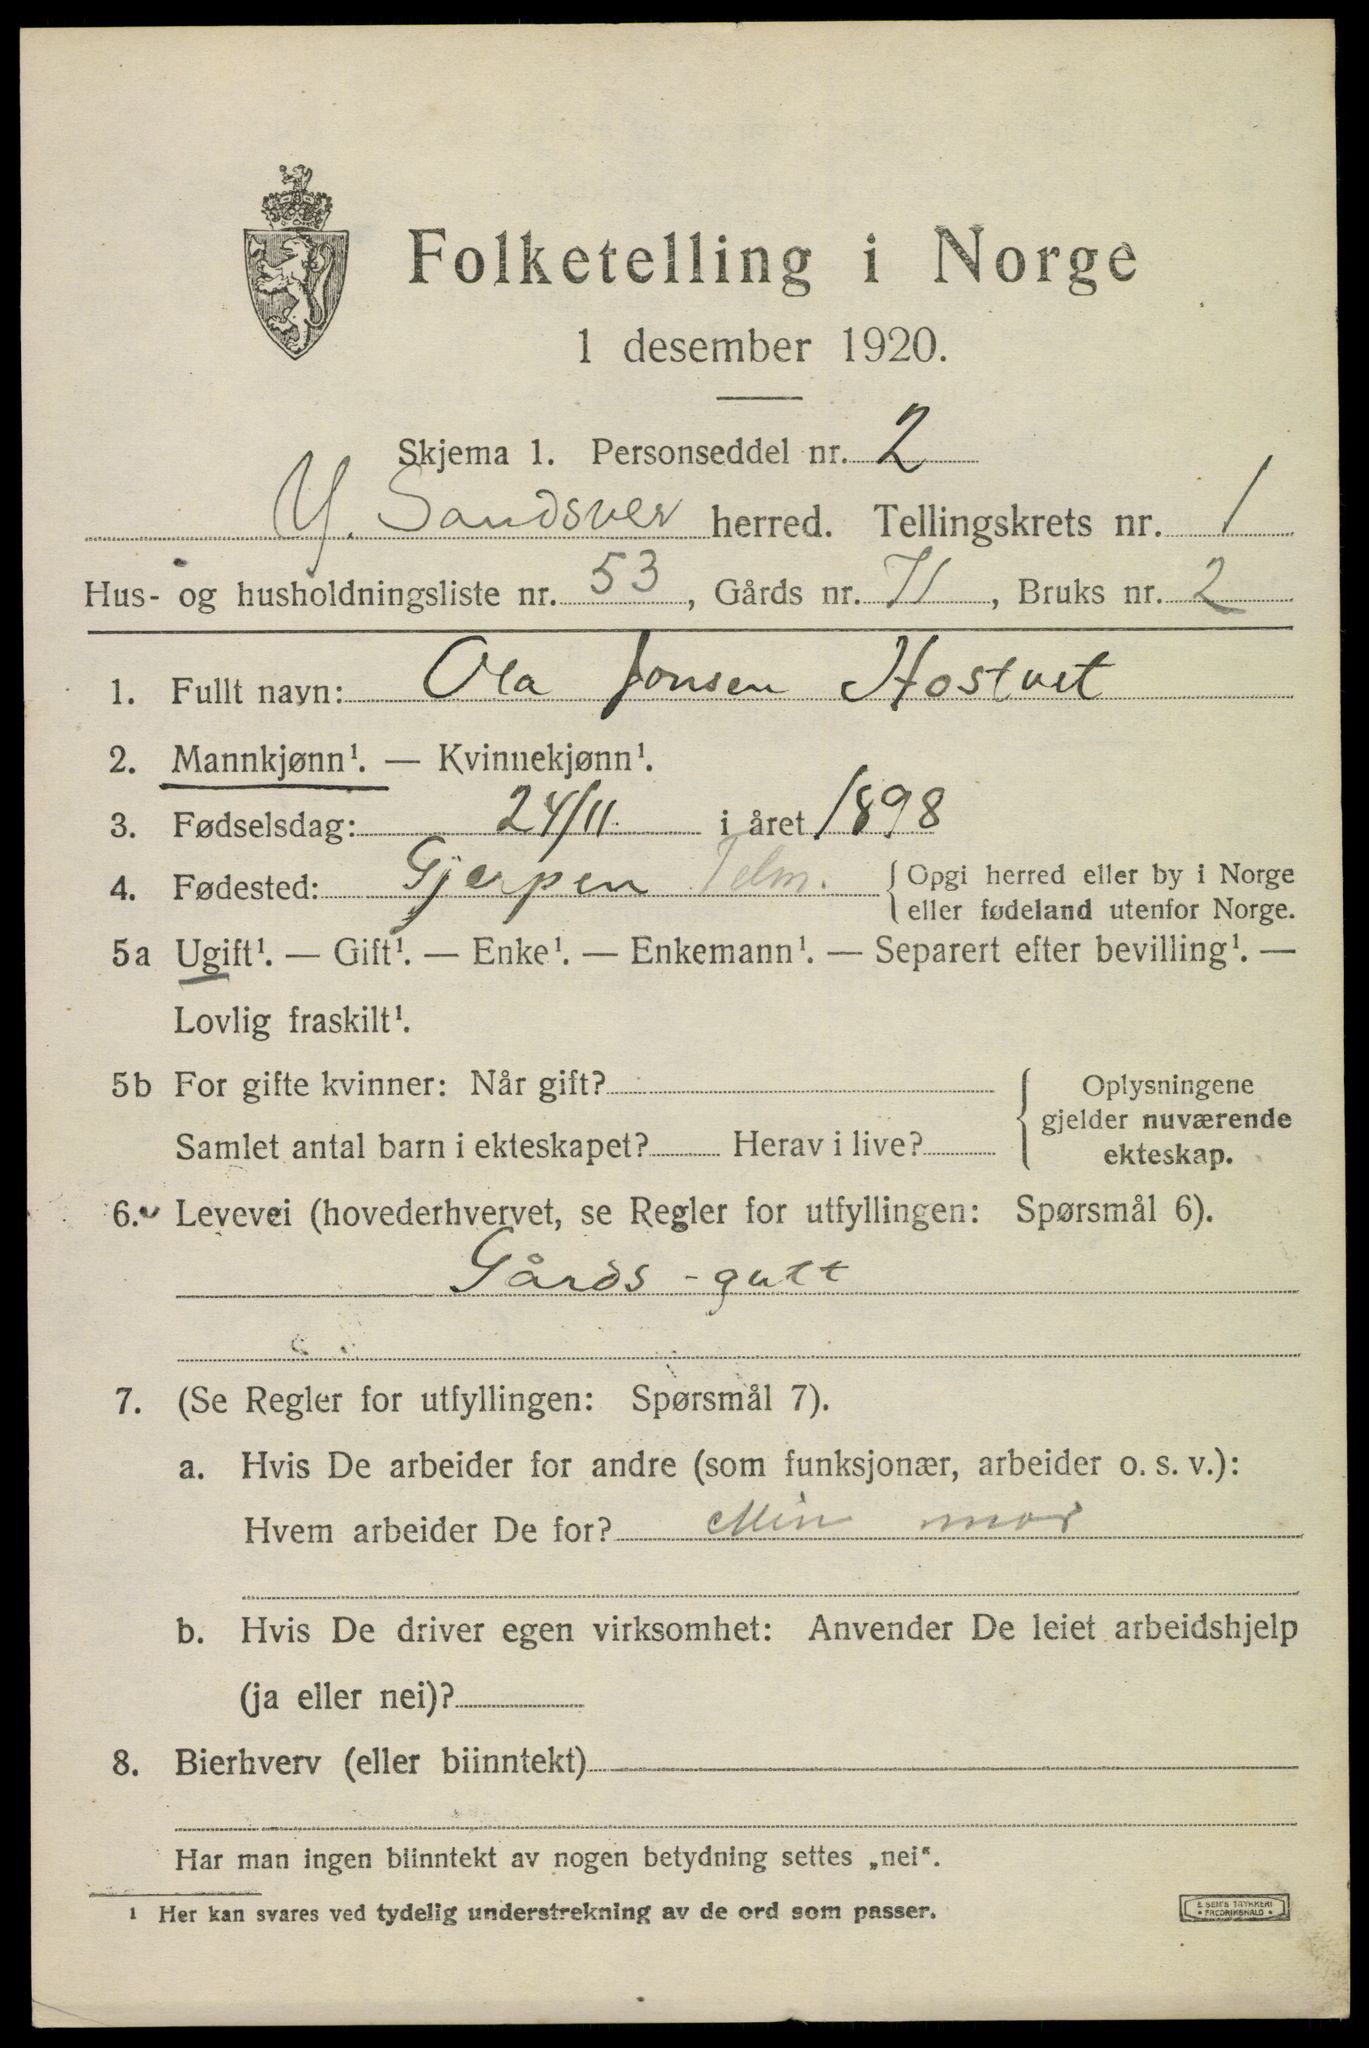 Folketelling i Norge
1 desember 1920.
Skjema 1. Personseddel nr. 2
Y. Sandsver herred. Tellingskrets nr. 1
Hus- og husholdningsliste nr. 53, Gårds nr. 71, Bruks nr. 2
1. Fullt navn: Ola Jonsen Hostvet
2. Mannkjønn¹. — Kvinnekjønn¹.
3. Fødselsdag: 24/11. i året 1898
4. Fødested: Gjerpen Telm. { Opgi herred eller by i Norge
eller fødeland utenfor Norge.
5a Ugift¹. — Gift¹. — Enke¹. — Enkemann¹. — Separert efter bevilling¹. —
Lovlig fraskilt¹.
5b For gifte kvinner: Når gift? { Oplysningene
gjelder nuværende
Samlet antal barn i ekteskapet? Herav i live?
ekteskap.
6. Levevei (hovederhvervet, se Regler for utfyllingen: Spørsmål 6).
Gårds-gutt
7. (Se Regler for utfyllingen: Spørsmål 7).
a. Hvis De arbeider for andre (som funksjonær, arbeider o. s. v.):
Hvem arbeider De for? Min mor
b. Hvis De driver egen virksomhet: Anvender De leiet arbeidshjelp
(ja eller nei)?
8. Bierhverv (eller biinntekt)
Har man ingen biinntekt av nogen betydning settes „nei“.
¹ Her kan svares ved tydelig understrekning av de ord som passer.
E. SEM'S TRYKKERI
• FREDRIKSHALD •